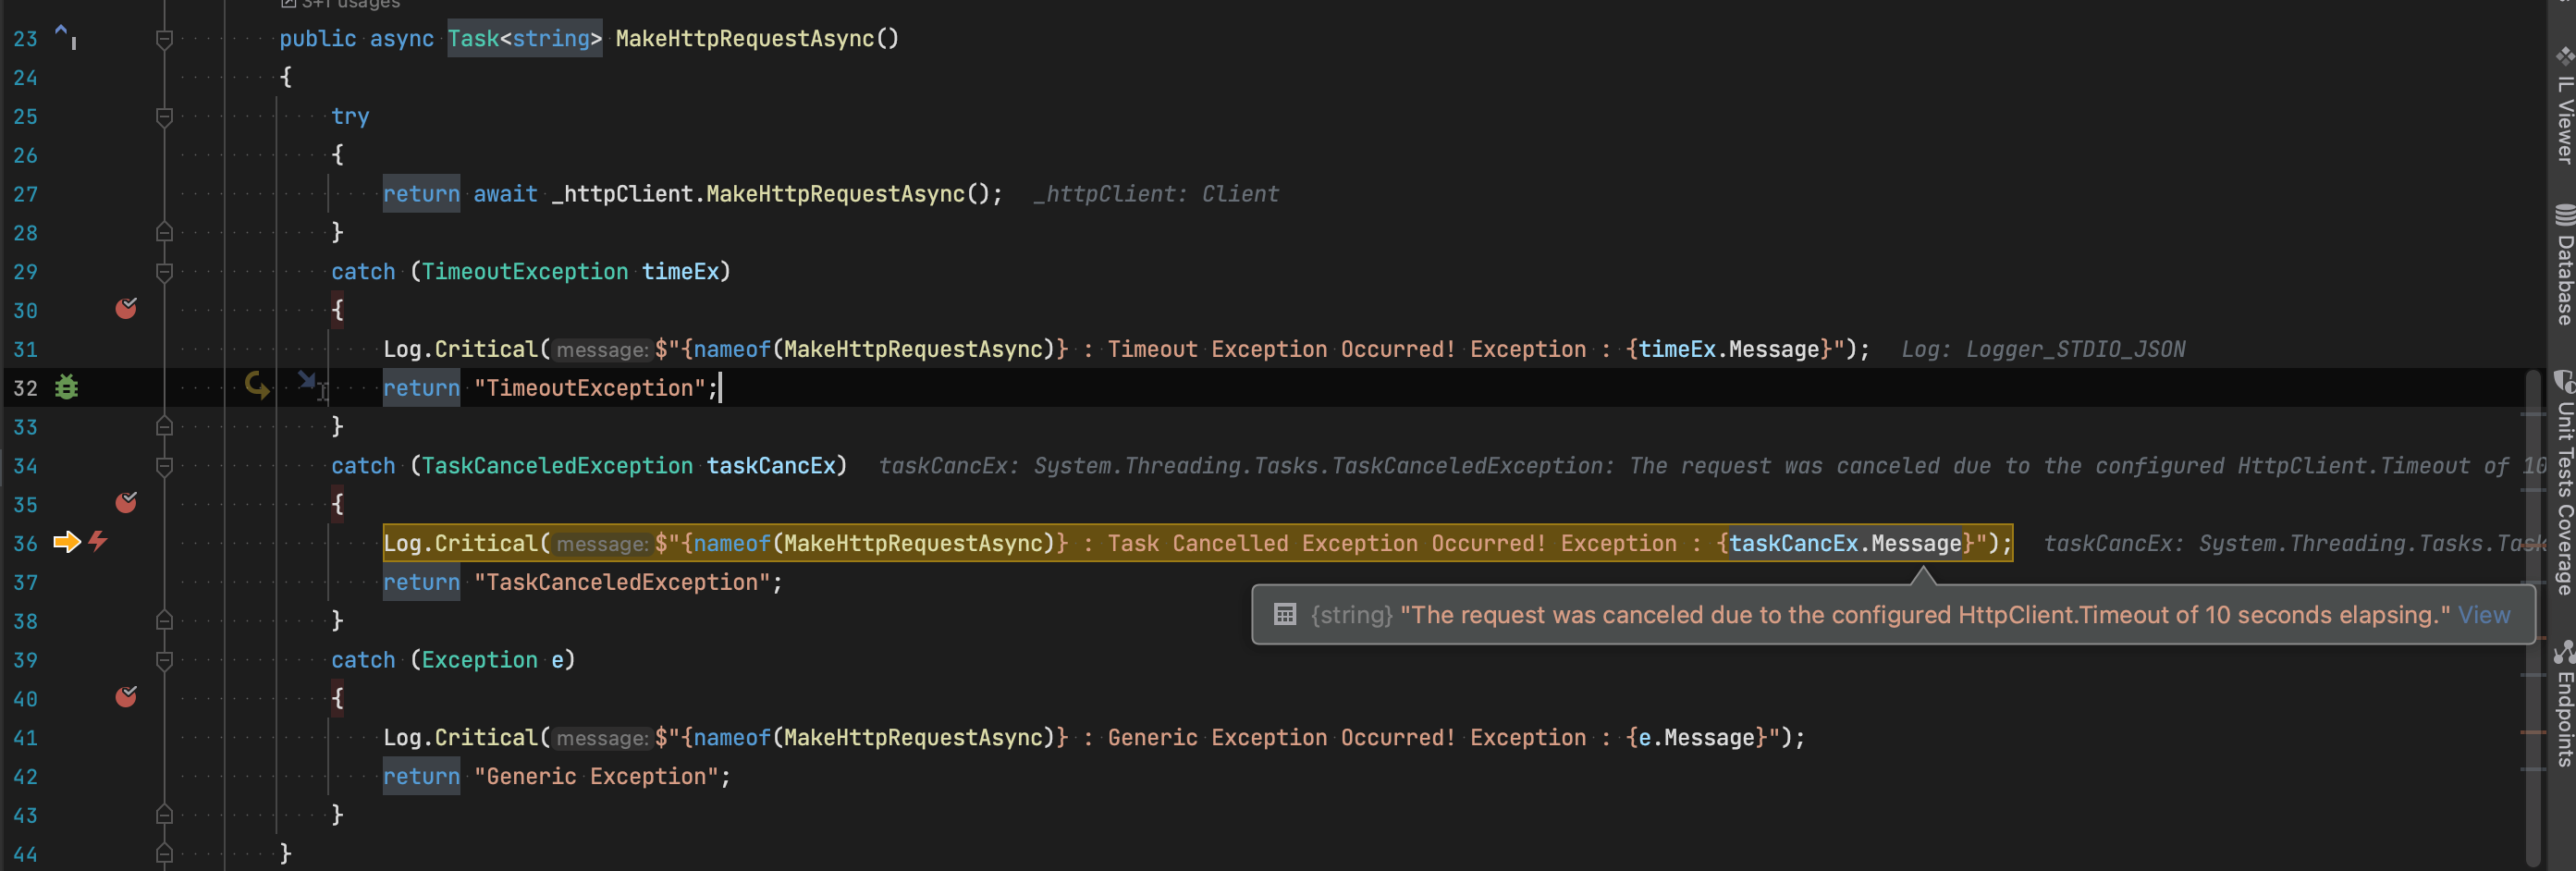 3+1 usages
23 public async Task<string> MakeHttpRequestAsync()
24 {
25 try
26 {
27 return await _httpClient.MakeHttpRequestAsync(); _httpClient: Client
28 }
29 catch (TimeoutException timeEx)
30 {
31 Log.Critical(message:$"{nameof(MakeHttpRequestAsync)} : Timeout Exception Occurred! Exception : {timeEx.Message}"); Log: Logger_STDIO_JSON
32 return "TimeoutException";
33 }
34 catch (TaskCanceledException taskCancEx) taskCancEx: System.Threading.Tasks.TaskCanceledException: The request was canceled due to the configured HttpClient.Timeout of 10
35 {
36 Log.Critical(message:$"{nameof(MakeHttpRequestAsync)} : Task Cancelled Exception Occurred! Exception : {taskCancEx.Message}"); taskCancEx: System.Threading.Tasks.Task
37 return "TaskCanceledException";
{string} "The request was canceled due to the configured HttpClient.Timeout of 10 seconds elapsing." View
38 }
39 catch (Exception e)
40 {
41 Log.Critical(message:$"{nameof(MakeHttpRequestAsync)} : Generic Exception Occurred! Exception : {e.Message}");
42 return "Generic Exception";
43 }
44 }
IL Viewer
Database
Unit Tests Coverage
Endpoints